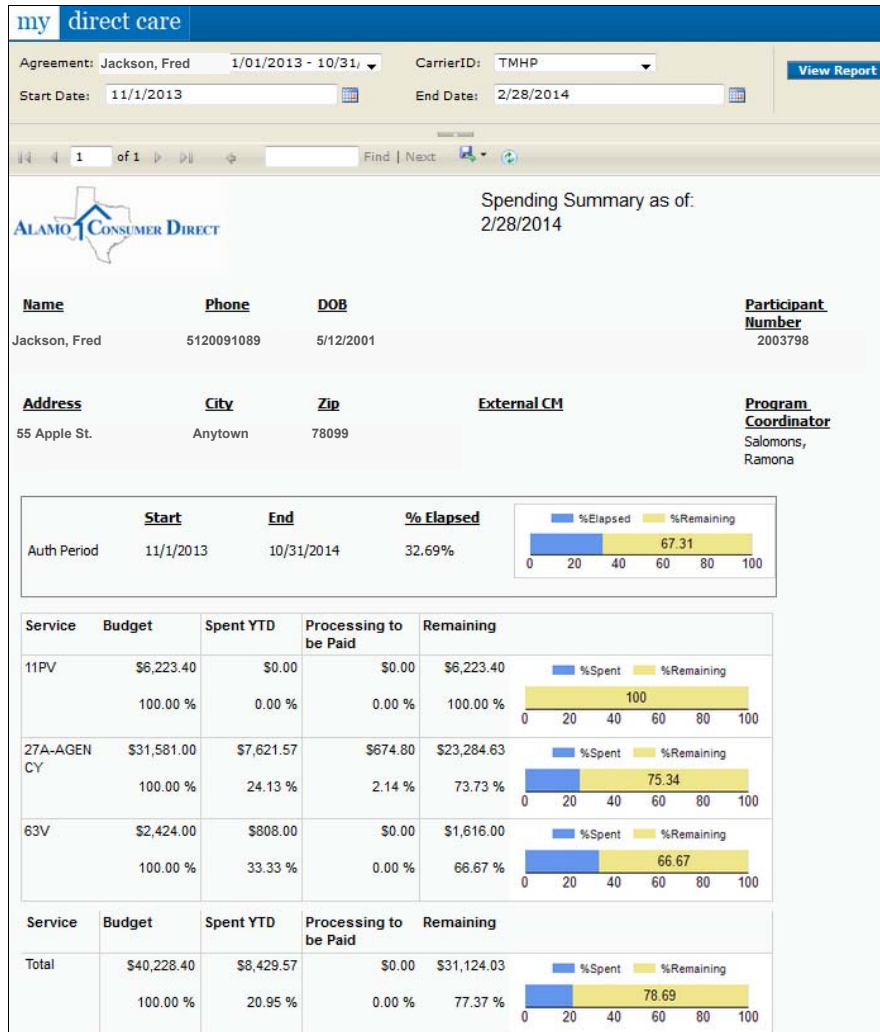 my direct care
Agreement: Jackson, Fred 1/01/2013 - 10/31/ CarrierID: TMHP
View Report
Start Date: 11/1/2013 End Date: 2/28/2014
1 of 1 Find | Next
ALAMO CONSUMER DIRECT
Spending Summary as of:
2/28/2014
Name Phone DOB Participant
Number
Jackson, Fred 5120091089 5/12/2001 2003798
Address City Zip External CM Program
Coordinator
55 Apple St. Anytown 78099 Salomons,
Ramona
Start End % Elapsed %Elapsed %Remaining
Auth Period 11/1/2013 10/31/2014 32.69% 67.31
0 20 40 60 80 100
Service Budget Spent YTD Processing to Remaining
be Paid
11PV $6,223.40 $0.00 $0.00 $6,223.40 %Spent %Remaining
100.00 % 0.00 % 0.00 % 100.00 % 100
0 20 40 60 80 100
27A-AGEN $31,581.00 $7,621.57 $674.80 $23,284.63 %Spent %Remaining
CY
100.00 % 24.13 % 2.14 % 73.73 % 75.34
0 20 40 60 80 100
63V $2,424.00 $808.00 $0.00 $1,616.00 %Spent %Remaining
100.00 % 33.33 % 0.00 % 66.67 % 66.67
0 20 40 60 80 100
Service Budget Spent YTD Processing to Remaining
be Paid
Total $40,228.40 $8,429.57 $0.00 $31,124.03 %Spent %Remaining
100.00 % 20.95 % 0.00 % 77.37 % 78.69
0 20 40 60 80 100